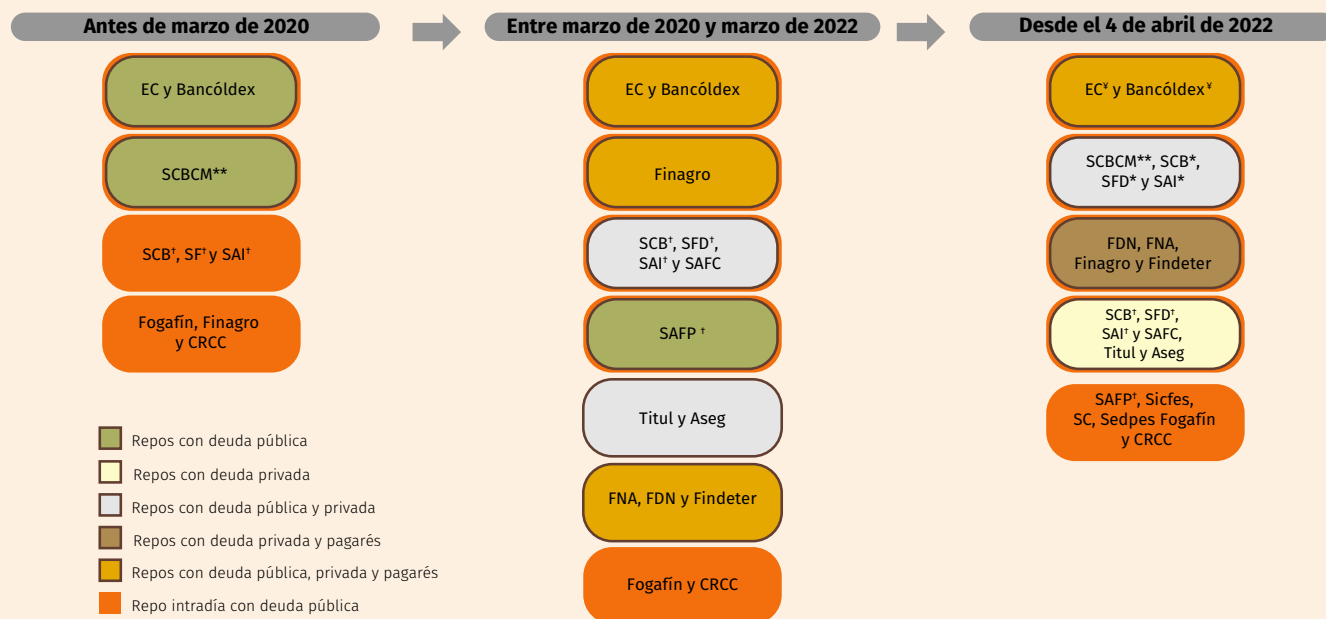 Antes de marzo de 2020
EC y Bancóldex
SCBCM**
SCB†, SF† y SAI†
Fogafín, Finagro
y CRCC
Repos con deuda pública
Repos con deuda privada
Repos con deuda pública y privada
Repos con deuda privada y pagarés
Repos con deuda pública, privada y pagarés
Repo intradía con deuda pública
Entre marzo de 2020 y marzo de 2022
EC y Bancóldex
Finagro
SCB†, SFD†,
SAI† y SAFC
SAFP †
Titul y Aseg
FNA, FDN y Findeter
Fogafín y CRCC
Desde el 4 de abril de 2022
EC¥ y Bancóldex¥
SCBCM**, SCB*,
SFD* y SAI*
FDN, FNA,
Finagro y Findeter
SCB†, SFD†,
SAI† y SAFC,
Titul y Aseg
SAFP†, Sicfes,
SC, Sedpes Fogafín
y CRCC